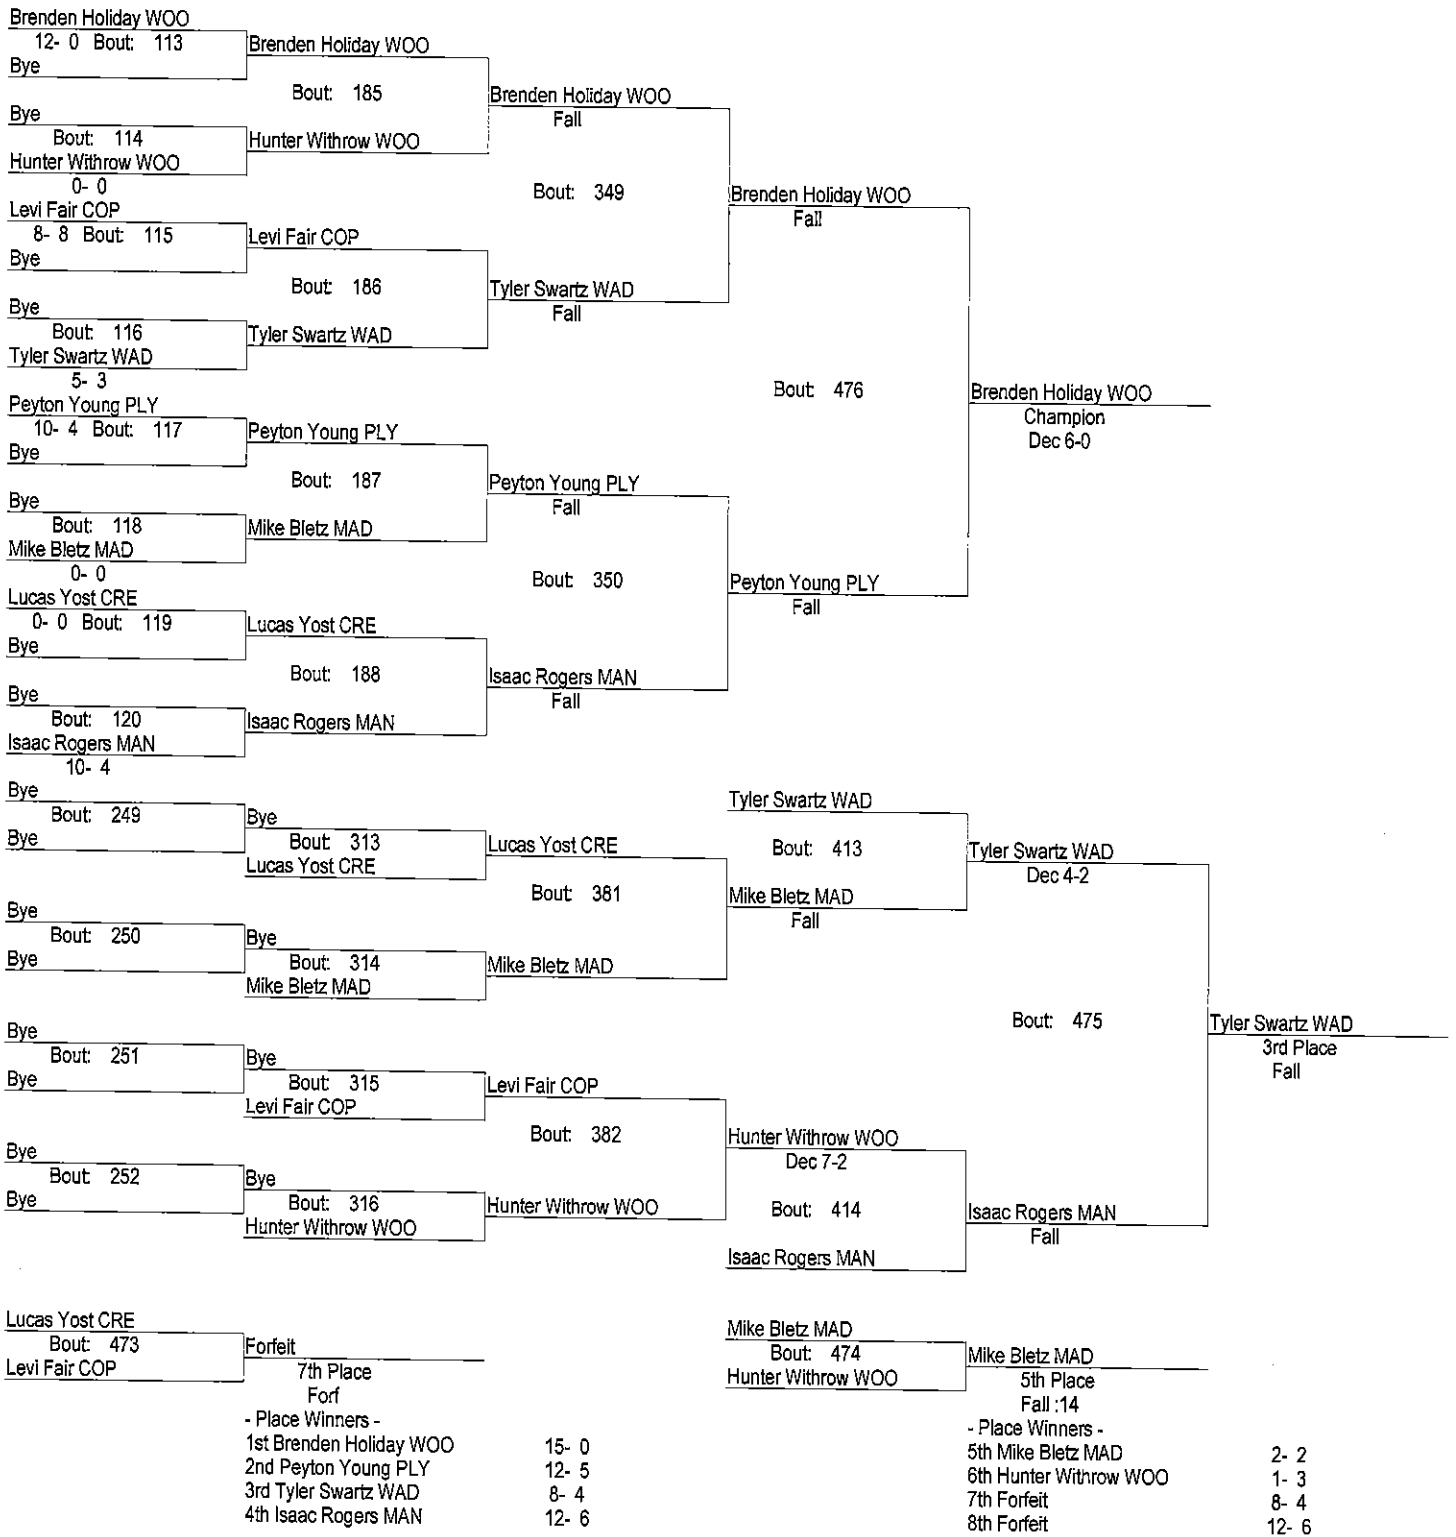 Brenden Holiday WOO
12- 0 Bout: 113
Bye
Brenden Holiday WOO
Bout: 185
Bye
Bout: 114
Hunter Withrow WOO
0- 0
Hunter Withrow WOO
Brenden Holiday WOO
Fall
Bout: 349
Levi Fair COP
8- 8 Bout: 115
Bye
Levi Fair COP
Bout: 186
Bye
Bout: 116
Tyler Swartz WAD
5- 3
Tyler Swartz WAD
Tyler Swartz WAD
Fall
Brenden Holiday WOO
Fall
Bout: 476
Peyton Young PLY
10- 4 Bout: 117
Bye
Peyton Young PLY
Bout: 187
Bye
Bout: 118
Mike Bletz MAD
0- 0
Mike Bletz MAD
Peyton Young PLY
Fall
Bout: 350
Lucas Yost CRE
0- 0 Bout: 119
Bye
Lucas Yost CRE
Bout: 188
Bye
Bout: 120
Isaac Rogers MAN
10- 4
Isaac Rogers MAN
Isaac Rogers MAN
Fall
Peyton Young PLY
Fall
Brenden Holiday WOO
Champion
Dec 6-0
Bye
Bout: 249
Bye
Bye
Bout: 313
Lucas Yost CRE
Lucas Yost CRE
Bout: 381
Bye
Bout: 250
Bye
Bye
Bout: 314
Mike Bletz MAD
Mike Bletz MAD
Tyler Swartz WAD
Bout: 413
Mike Bletz MAD
Fall
Tyler Swartz WAD
Dec 4-2
Bout: 475
Bye
Bout: 251
Bye
Bye
Bout: 315
Levi Fair COP
Levi Fair COP
Bout: 382
Bye
Bout: 252
Bye
Bye
Bout: 316
Hunter Withrow WOO
Hunter Withrow WOO
Hunter Withrow WOO
Dec 7-2
Bout: 414
Isaac Rogers MAN
Isaac Rogers MAN
Fall
Tyler Swartz WAD
3rd Place
Fall
Lucas Yost CRE
Bout: 473
Levi Fair COP
Forfeit
7th Place
Forf
Mike Bletz MAD
Bout: 474
Hunter Withrow WOO
Mike Bletz MAD
5th Place
Fall :14
- Place Winners -
1st Brenden Holiday WOO 15- 0
2nd Peyton Young PLY 12- 5
3rd Tyler Swartz WAD 8- 4
4th Isaac Rogers MAN 12- 6
- Place Winners -
5th Mike Bletz MAD 2- 2
6th Hunter Withrow WOO 1- 3
7th Forfeit 8- 4
8th Forfeit 12- 6